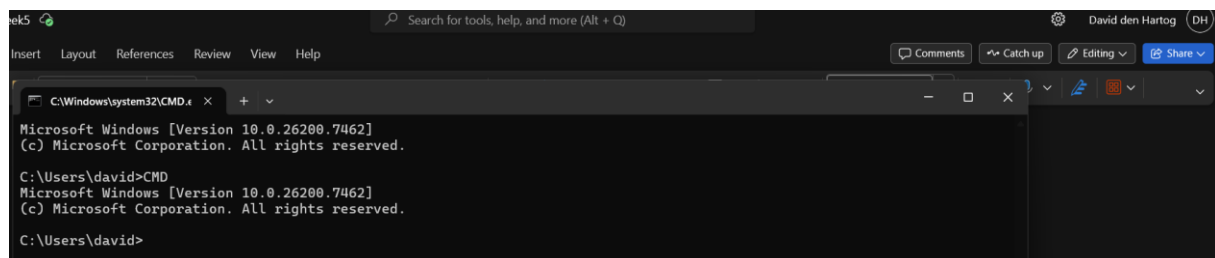 eek5
Search for tools, help, and more (Alt + Q)
David den Hartog
DH
Insert Layout References Review View Help
Comments
Catch up
Editing
Share
C:\Windows\system32\CMD.e
Microsoft Windows [Version 10.0.26200.7462]
(c) Microsoft Corporation. All rights reserved.
C:\Users\david>CMD
Microsoft Windows [Version 10.0.26200.7462]
(c) Microsoft Corporation. All rights reserved.
C:\Users\david>